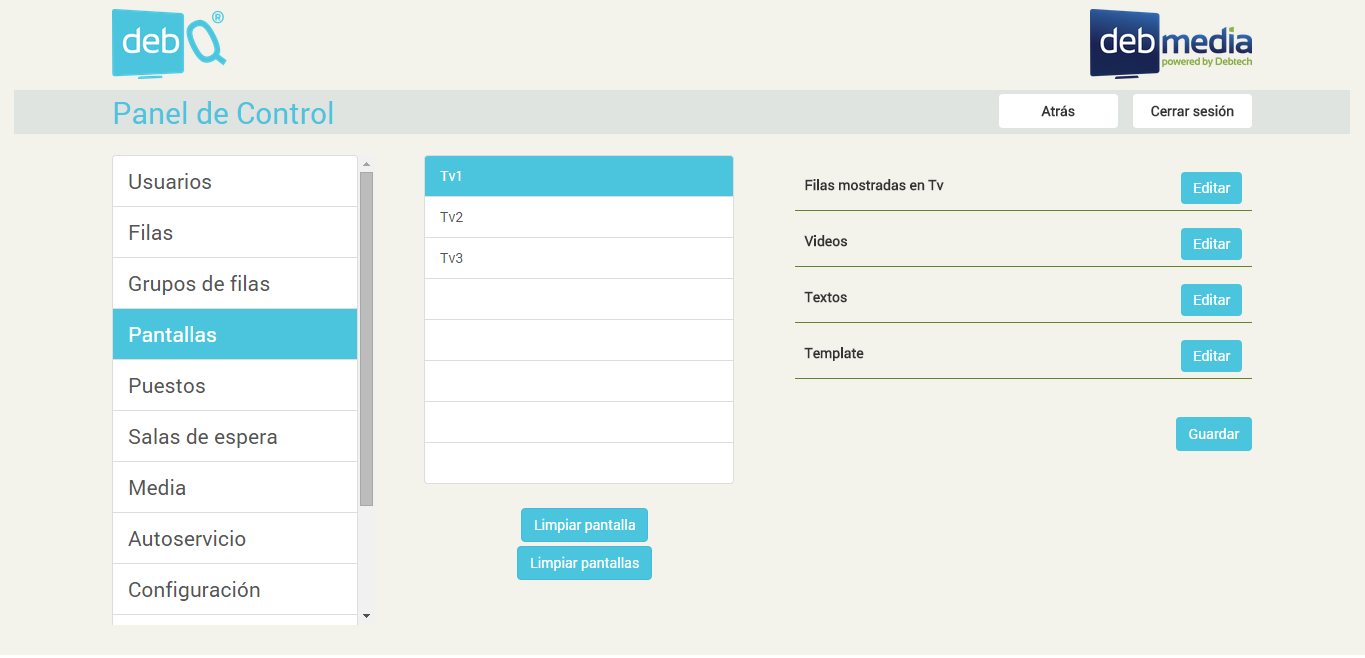 debQ®
debmedia
powered by Debtech
Panel de Control
Atrás
Cerrar sesión
Usuarios
Filas
Grupos de filas
Pantallas
Puestos
Salas de espera
Media
Autoservicio
Configuración
Tv1
Tv2
Tv3
Limpiar pantalla
Limpiar pantallas
Filas mostradas en Tv
Editar
Videos
Editar
Textos
Editar
Template
Editar
Guardar